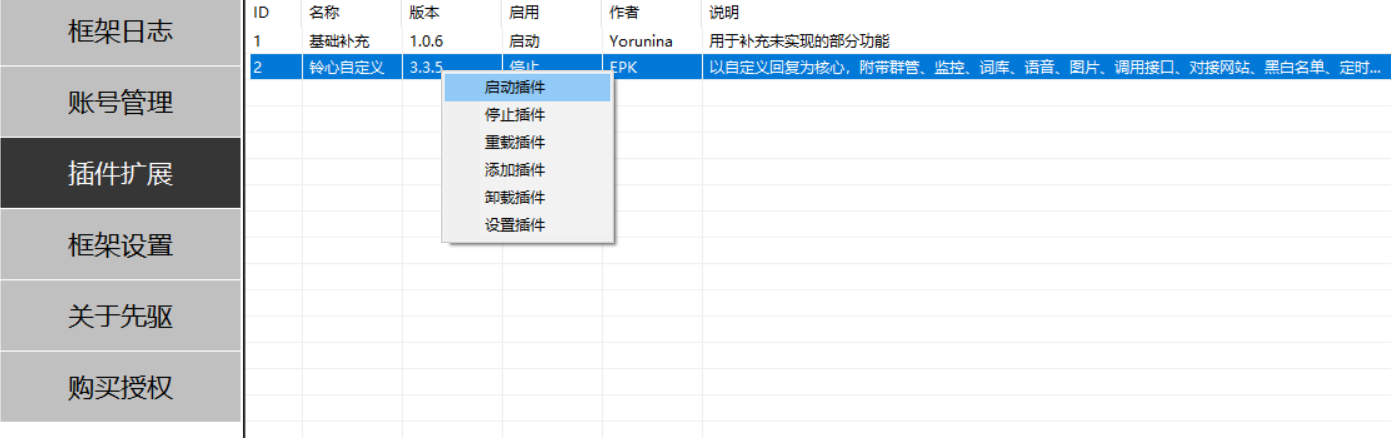 框架日志
账号管理
插件扩展
框架设置
关于先驱
购买授权
ID 名称 版本 启用 作者 说明
1 基础补充 1.0.6 启动 Yorunina 用于补充未实现的部分功能
2 铃心自定义 3.3.5 停止 EPK 以自定义回复为核心，附带群管、监控、词库、语音、图片、调用接口、对接网站、黑白名单、定时...
启动插件
停止插件
重载插件
添加插件
卸载插件
设置插件